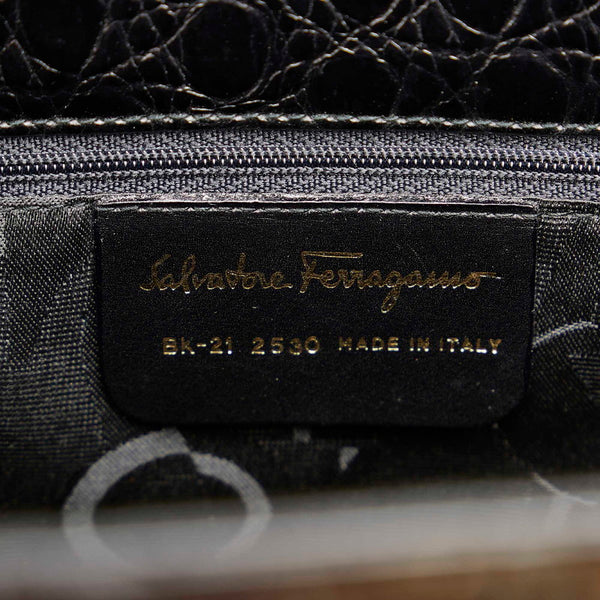 Salvatore Ferragamo
BK-21 2530 MADE IN ITALY